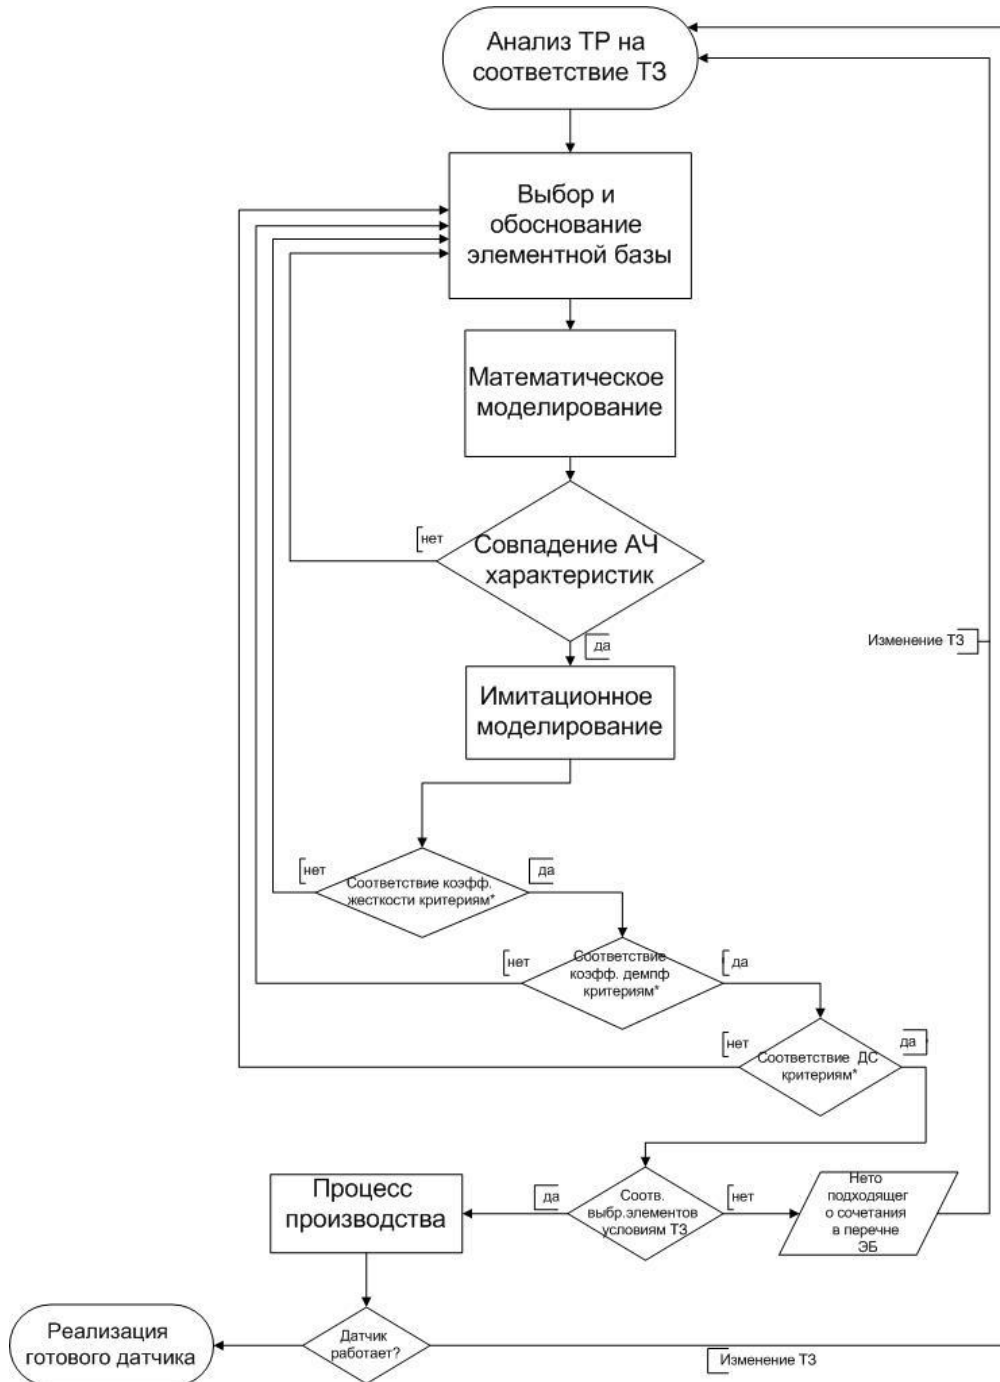 Анализ ТР на
соответствие ТЗ
Выбор и
обоснование
элементной базы
Математическое
моделирование
нет
Совпадение АЧ
характеристик
да
Изменение ТЗ
Имитационное
моделирование
нет
да
Соответствие коэфф.
жесткости критериям*
нет
да
Соответствие
коэфф. демпф
критериям*
нет
да
Соответствие ДС
критериям*
Процесс
производства
да
Соотв.
выбр.элементов
условиям ТЗ
нет
Нето
подходящег
о сочетания
в перечне
ЭБ
Реализация
готового датчика
Датчик
работает?
Изменение ТЗ